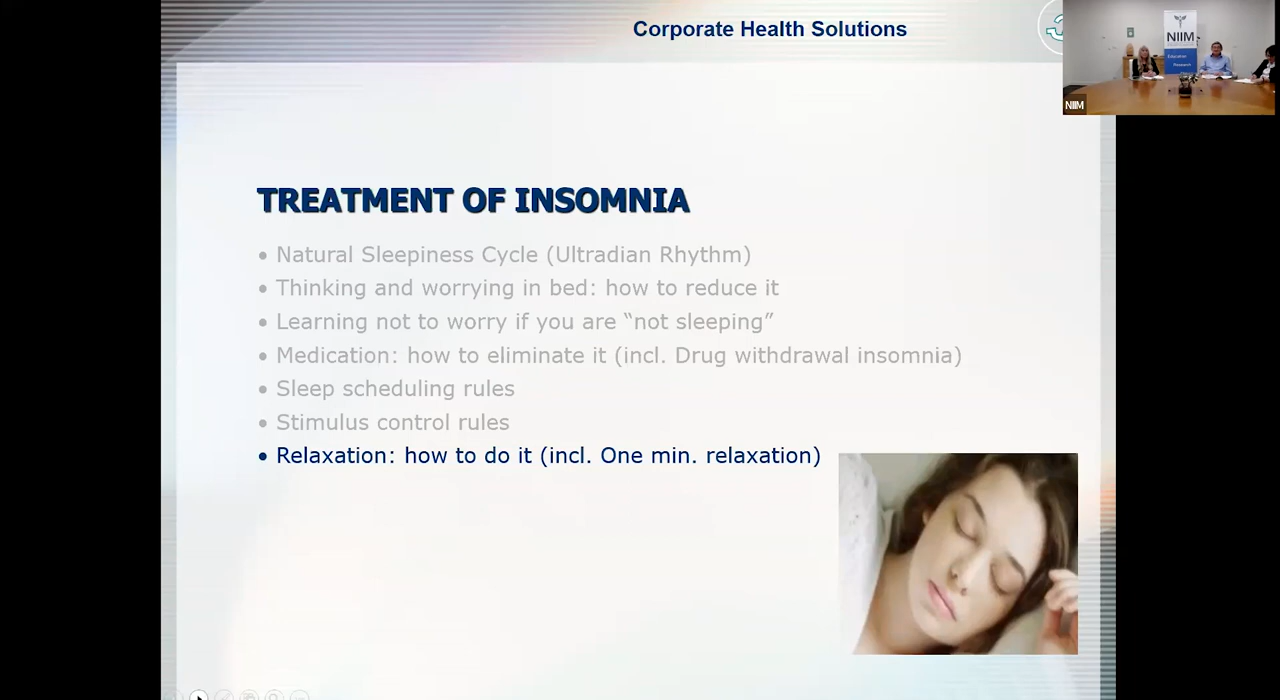 Corporate Health Solutions
NIIM
Education
Research
NIIM
TREATMENT OF INSOMNIA
• Natural Sleepiness Cycle (Ultradian Rhythm)
• Thinking and worrying in bed: how to reduce it
• Learning not to worry if you are “not sleeping”
• Medication: how to eliminate it (incl. Drug withdrawal insomnia)
• Sleep scheduling rules
• Stimulus control rules
• Relaxation: how to do it (incl. One min. relaxation)